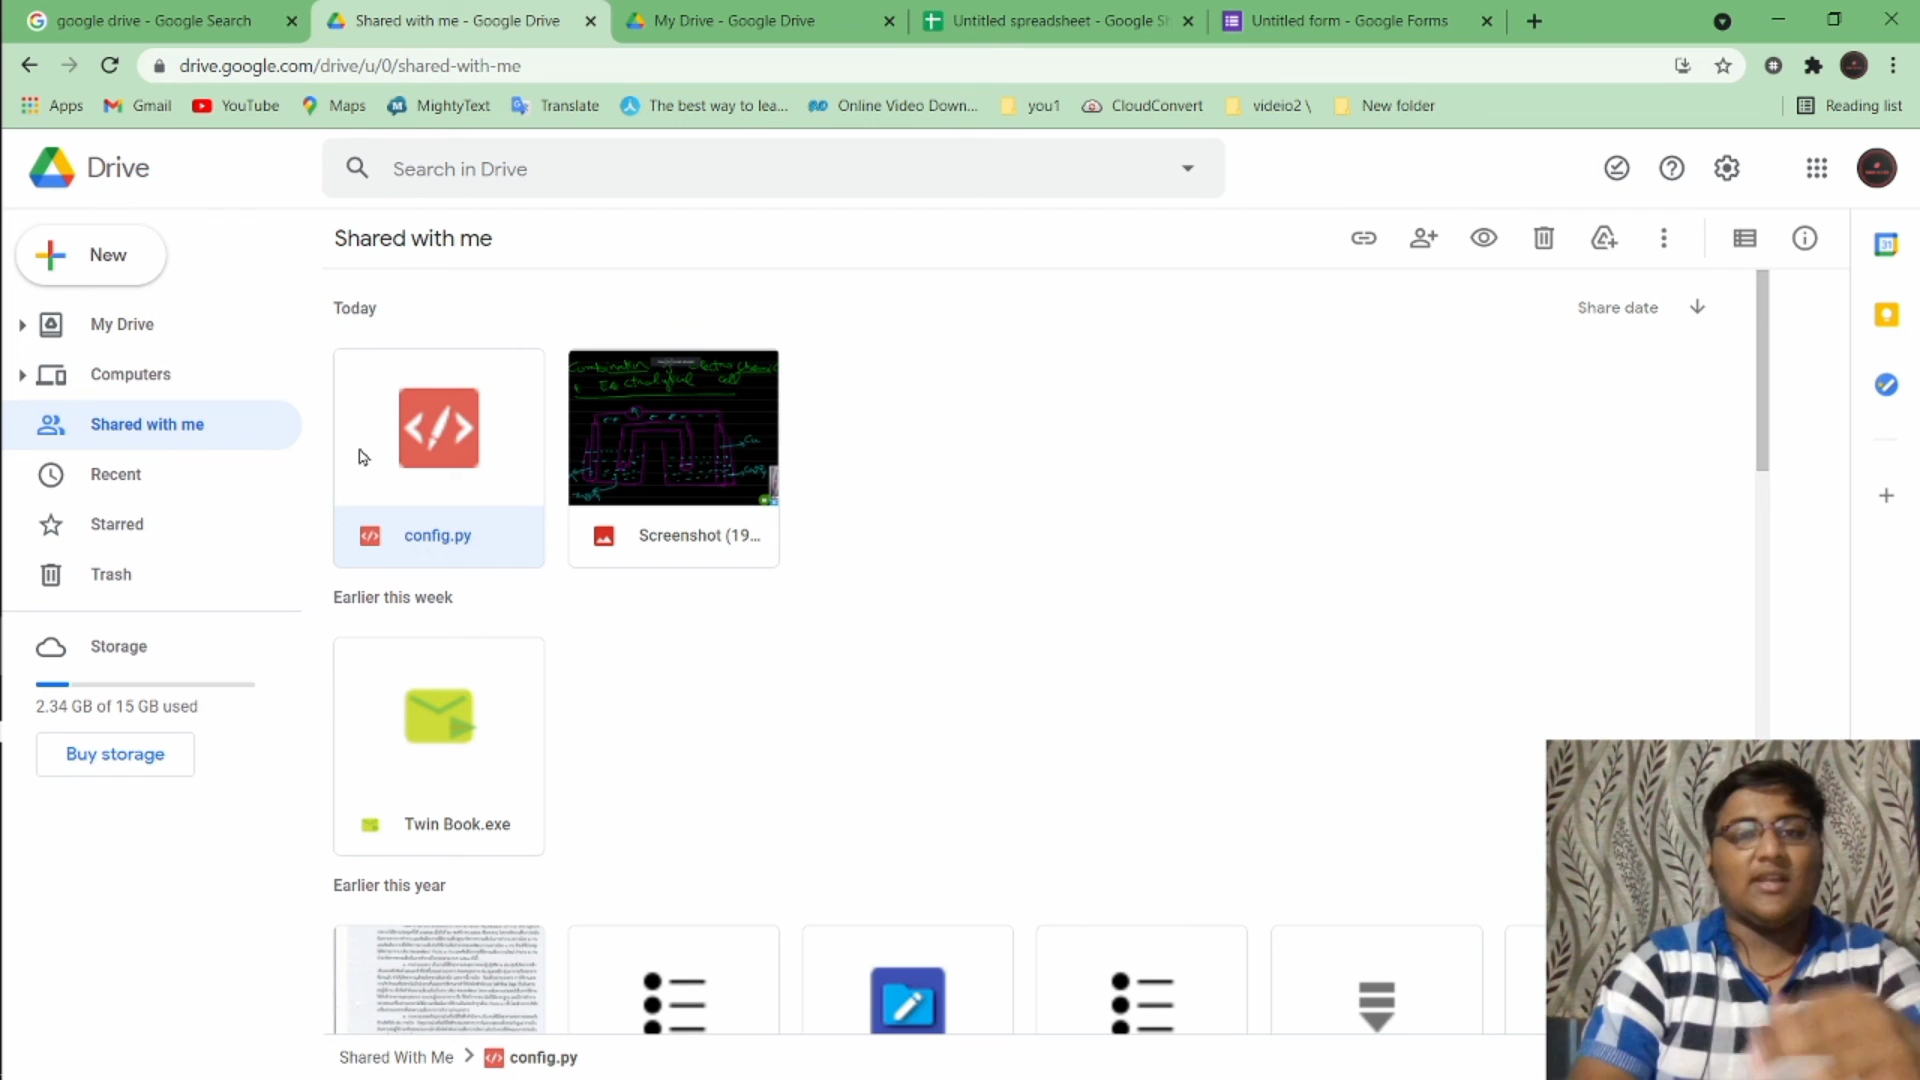 google drive - Google Search
Shared with me - Google Drive
My Drive - Google Drive
Untitled spreadsheet - Google Sh
Untitled form - Google Forms
drive.google.com/drive/u/0/shared-with-me
Apps
Gmail
YouTube
Maps
MightyText
Translate
The best way to lea...
Online Video Down...
you1
CloudConvert
videio2 \
New folder
Reading list
Drive
Search in Drive
New
Shared with me
My Drive
Computers
Shared with me
Recent
Starred
Trash
Storage
2.34 GB of 15 GB used
Buy storage
Today
Share date
config.py
Screenshot (19...
Earlier this week
Twin Book.exe
Earlier this year
Shared With Me
config.py
31